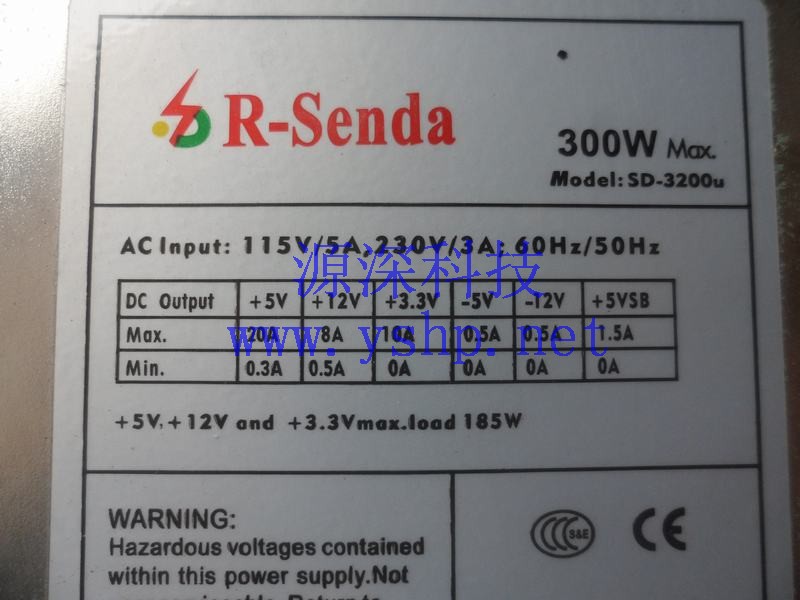 R-Senda
300W Max.
Model: SD-3200u
AC Input: 115V/5A, 230V/3A; 60Hz/50Hz
源深科技
DC Output +5V +12V +3.3V -5V -12V +5VSB
Max. 20A 8A 10A 0.5A 0.5A 1.5A
www.yshp.net
Min. 0.3A 0.5A 0A 0A 0A 0A
+5V, +12V and +3.3Vmax.load 185W
WARNING:
Hazardous voltages contained
within this power supply.Not
CCC S&E CE